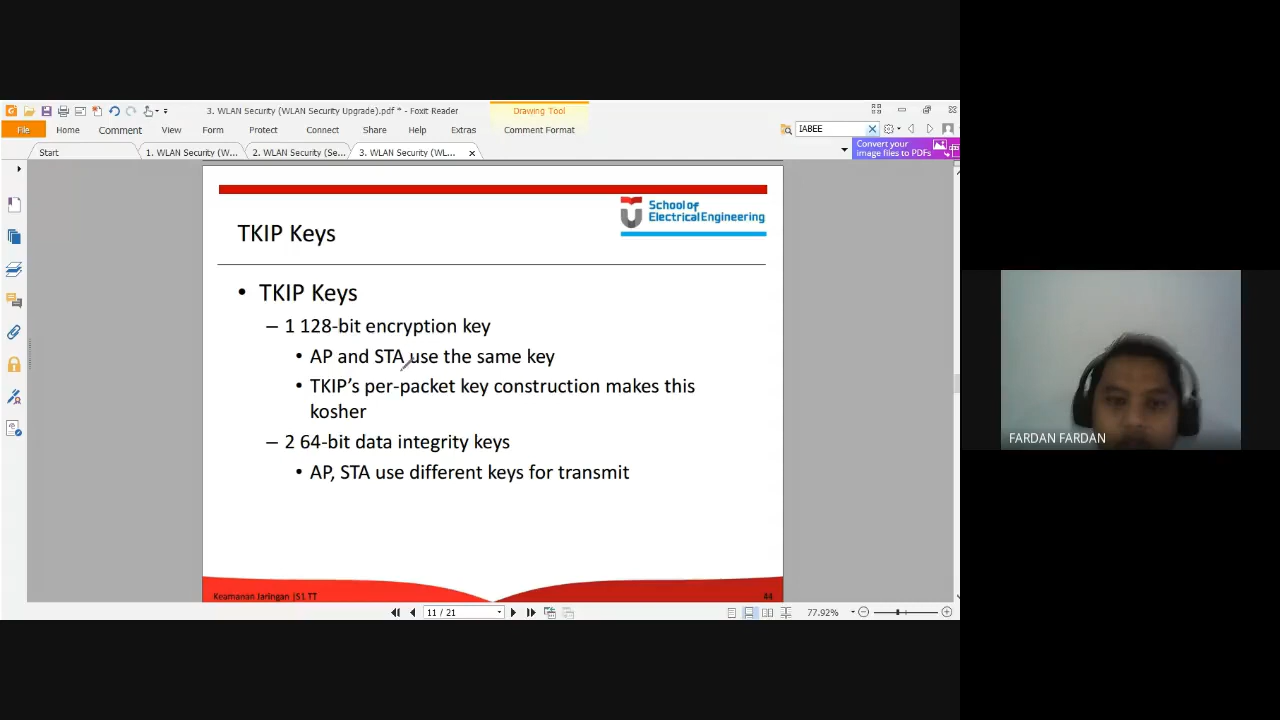 3. WLAN Security (WLAN Security Upgrade).pdf * - Foxit Reader
Drawing Tool
File Home Comment View Form Protect Connect Share Help Extras Comment Format
IABEE
Start
1. WLAN Security (W...
2. WLAN Security (Se...
3. WLAN Security (WL...
Convert your
image files to PDFs
School of
Electrical Engineering
TKIP Keys
• TKIP Keys
– 1 128-bit encryption key
• AP and STA use the same key
• TKIP’s per-packet key construction makes this
kosher
– 2 64-bit data integrity keys
• AP, STA use different keys for transmit
Keamanan Jaringan |S1 TT
44
11 / 21
77.92%
FARDAN FARDAN